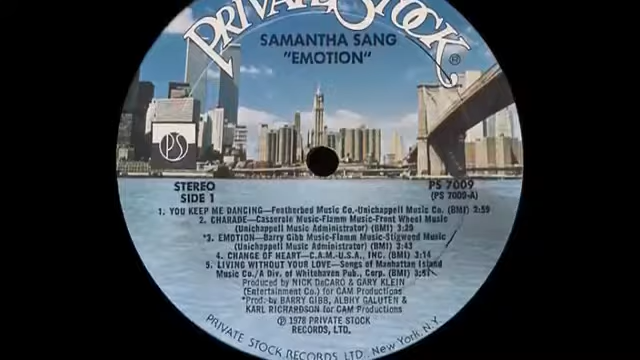 PRIVATE STOCK®
SAMANTHA SANG
"EMOTION"
PS
STEREO
SIDE 1
PS 7009
(PS 7009-A)
1. YOU KEEP ME DANCING—Featherbed Music Co.-Unichappell Music Co. (BMI) 3:59
2. CHARADE—Casserole Music-Flamm Music-Front Wheel Music
(Unichappell Music Administrator) (BMI) 3:20
*3. EMOTION—Barry Gibb Music-Flamm Music-Stigwood Music
(Unichappell Music Administrator) (BMI) 3:43
4. CHANGE OF HEART—C.A.M.-U.S.A., INC. (BMI) 3:14
5. LIVING WITHOUT YOUR LOVE—Songs of Manhattan Island
Music Co./A Div. of Whitehaven Pub., Corp. (BMI) 3:51
Produced by NICK DeCARO & GARY KLEIN
(Entertainment Co.) for CAM Productions
*Prod. by BARRY GIBB, ALBHY GALUTEN &
KARL RICHARDSON for CAM Productions
℗ 1978 PRIVATE STOCK
RECORDS, LTD.
PRIVATE STOCK RECORDS LTD. New York, N.Y.